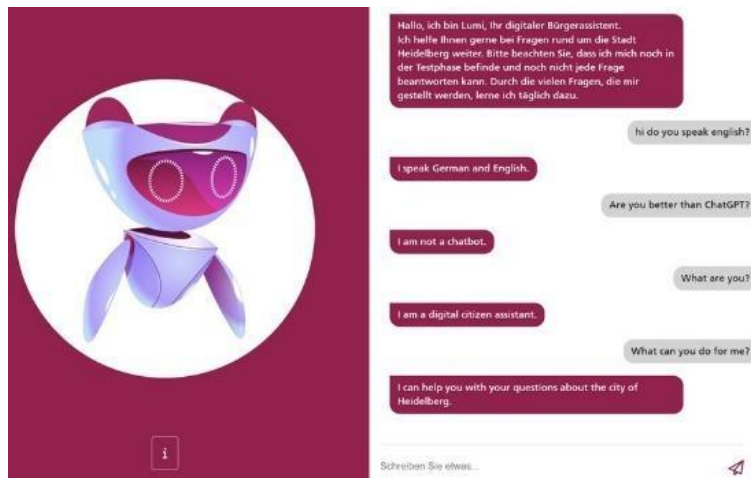 Hallo, ich bin Lumi, Ihr digitaler Bürgerassistent.
Ich helfe Ihnen gerne bei Fragen rund um die Stadt
Heidelberg weiter. Bitte beachten Sie, dass ich mich noch in
der Testphase befinde und noch nicht jede Frage
beantworten kann. Durch die vielen Fragen, die mir
gestellt werden, lerne ich täglich dazu.
hi do you speak english?
I speak German and English.
Are you better than ChatGPT?
I am not a chatbot.
What are you?
I am a digital citizen assistant.
What can you do for me?
I can help you with your questions about the city of
Heidelberg.
i
Schreiben Sie etwas...